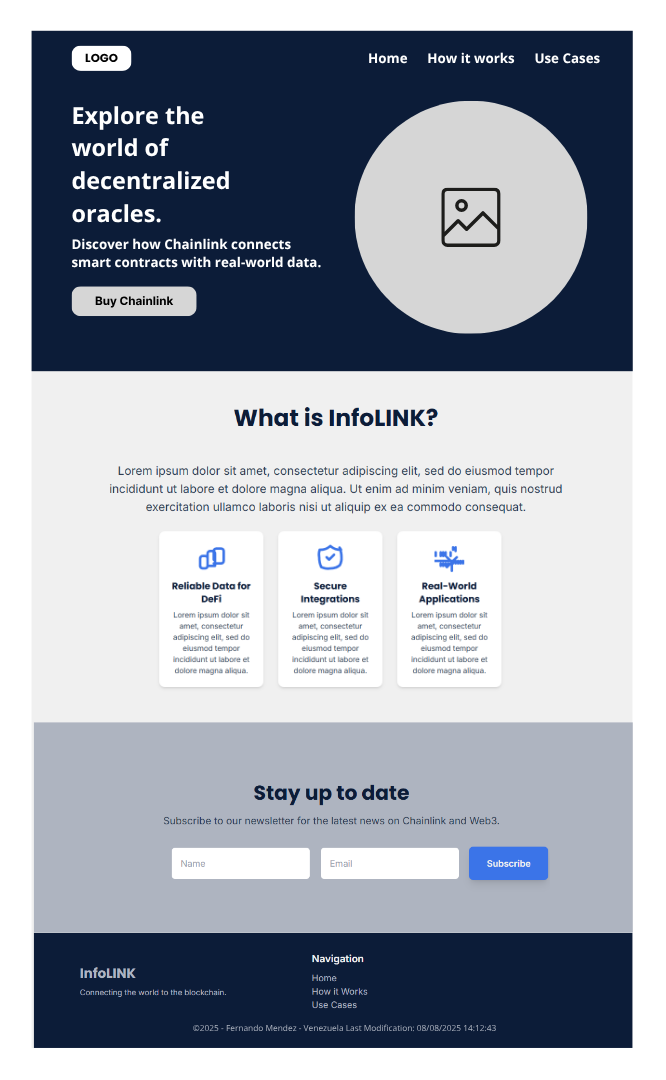 LOGO
Home How it works Use Cases
Explore the
world of
decentralized
oracles.
Discover how Chainlink connects
smart contracts with real-world data.
Buy Chainlink
What is InfoLINK?
Lorem ipsum dolor sit amet, consectetur adipiscing elit, sed do eiusmod tempor
incididunt ut labore et dolore magna aliqua. Ut enim ad minim veniam, quis nostrud
exercitation ullamco laboris nisi ut aliquip ex ea commodo consequat.
Reliable Data for
DeFi
Lorem ipsum dolor sit
amet, consectetur
adipiscing elit, sed do
eiusmod tempor
incididunt ut labore et
dolore magna aliqua.
Secure
Integrations
Lorem ipsum dolor sit
amet, consectetur
adipiscing elit, sed do
eiusmod tempor
incididunt ut labore et
dolore magna aliqua.
Real-World
Applications
Lorem ipsum dolor sit
amet, consectetur
adipiscing elit, sed do
eiusmod tempor
incididunt ut labore et
dolore magna aliqua.
Stay up to date
Subscribe to our newsletter for the latest news on Chainlink and Web3.
Name
Email
Subscribe
InfoLINK
Connecting the world to the blockchain.
Navigation
Home
How it Works
Use Cases
©2025 - Fernando Mendez - Venezuela Last Modification: 08/08/2025 14:12:43